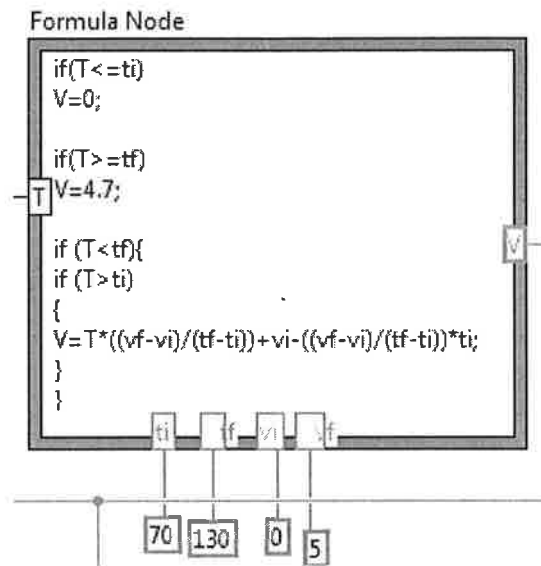 Formula Node
if(T<=ti)
V=0;
if(T>=tf)
V=4.7;
T
if (T<tf){
if (T>ti)
{
V=T*((vf-vi)/(tf-ti))+vi-((vf-vi)/(tf-ti))*ti;
}
}
V
ti tf vi vf
70 130 0 5